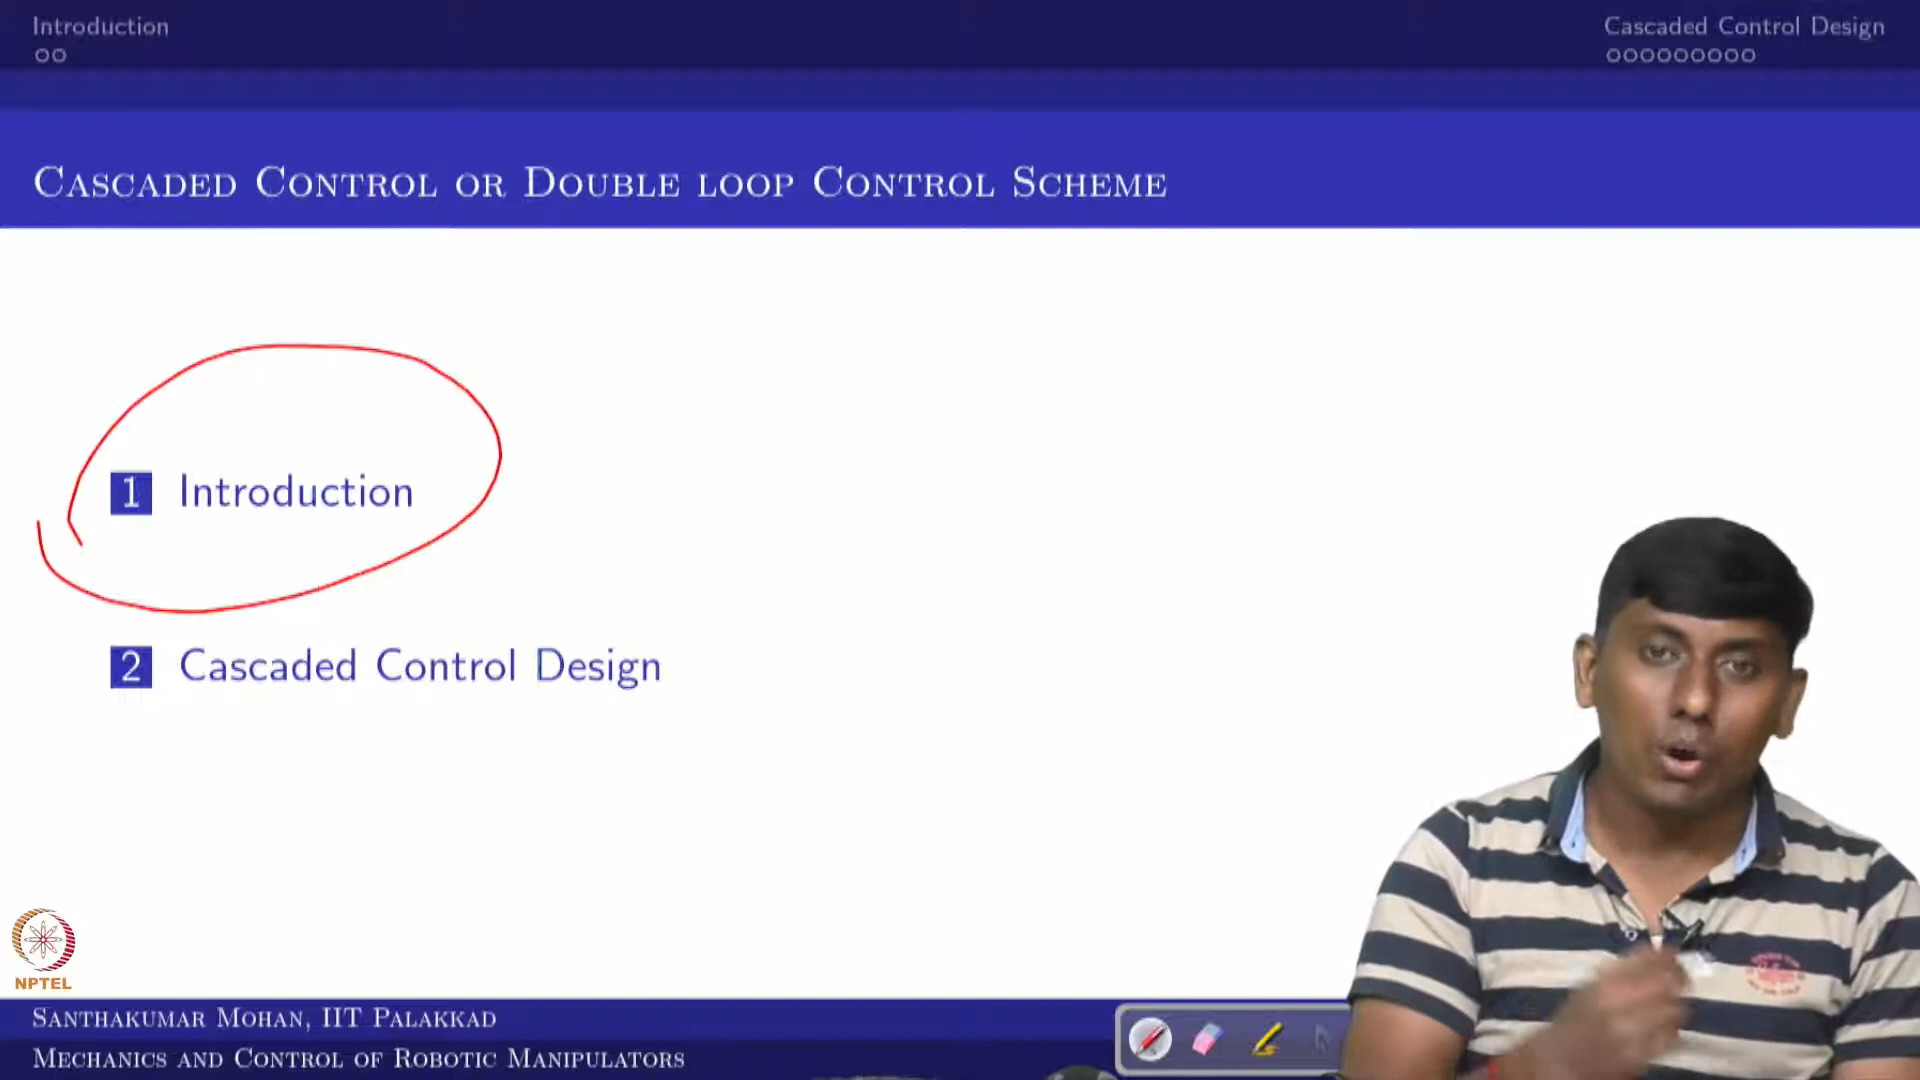 Introduction
Cascaded Control Design
Cascaded Control or Double loop Control Scheme
1 Introduction
2 Cascaded Control Design
NPTEL
Santhakumar Mohan, IIT Palakkad
Mechanics and Control of Robotic Manipulators